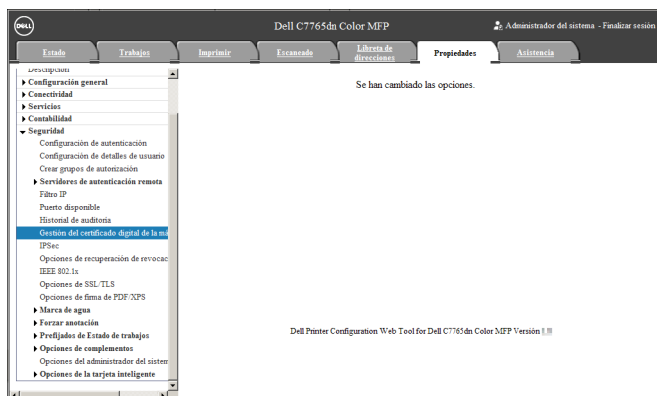 DELL
Dell C7765dn Color MFP
Administrador del sistema - Finalizar sesión
Estado
Trabajos
Imprimir
Escaneado
Libreta de
direcciones
Propiedades
Asistencia
Descripción
Configuración general
Conectividad
Servicios
Contabilidad
Seguridad
Configuración de autenticación
Configuración de detalles de usuario
Crear grupos de autorización
Servidores de autenticación remota
Filtro IP
Puerto disponible
Historial de auditoria
Gestión del certificado digital de la má
IPSec
Opciones de recuperación de revocac
IEEE 802.1x
Opciones de SSL/TLS
Opciones de firma de PDF/XPS
Marca de agua
Forzar anotación
Prefijados de Estado de trabajos
Opciones de complementos
Opciones del administrador del sistem
Opciones de la tarjeta inteligente
Se han cambiado las opciones.
Dell Printer Configuration Web Tool for Dell C7765dn Color MFP Versión